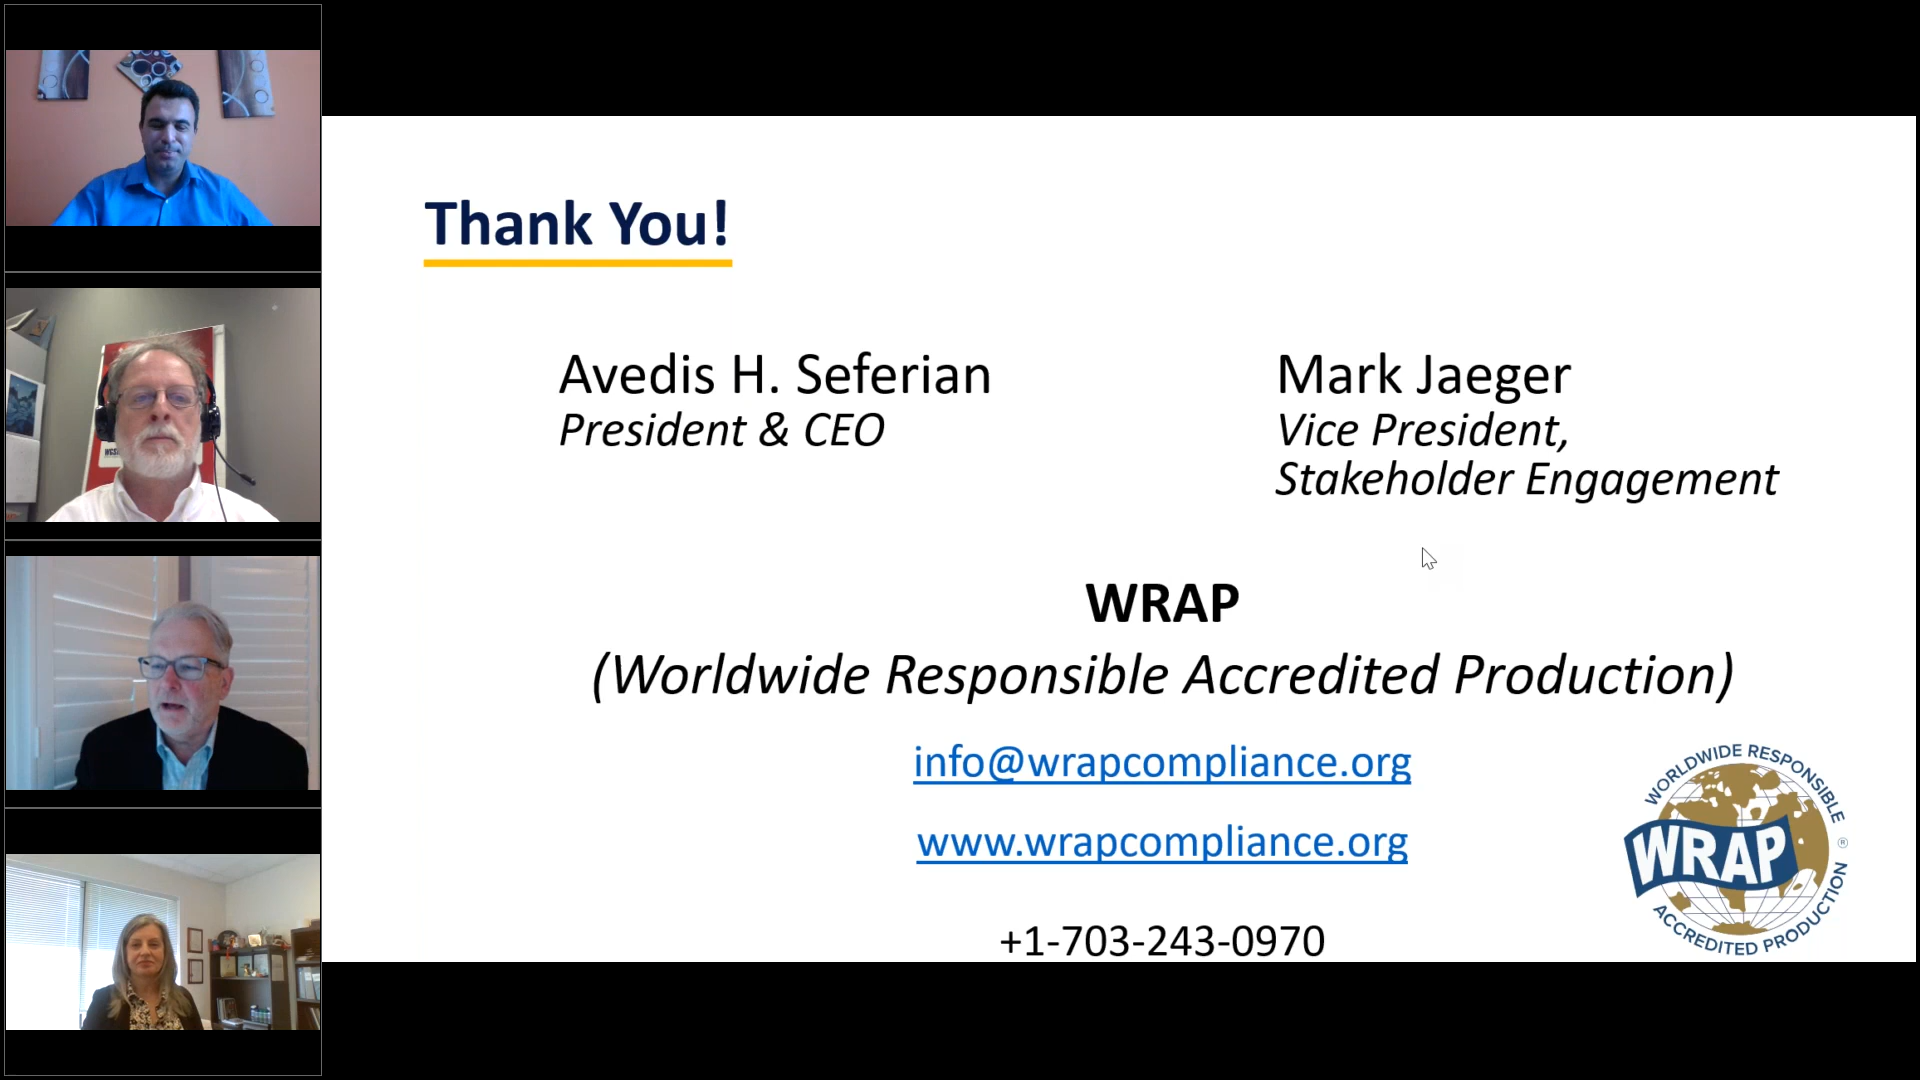 Thank You!
Avedis H. Seferian
President & CEO
Mark Jaeger
Vice President,
Stakeholder Engagement
WRAP
(Worldwide Responsible Accredited Production)
info@wrapcompliance.org
www.wrapcompliance.org
+1-703-243-0970
WORLDWIDE RESPONSIBLE
WRAP
®
ACCREDITED PRODUCTION